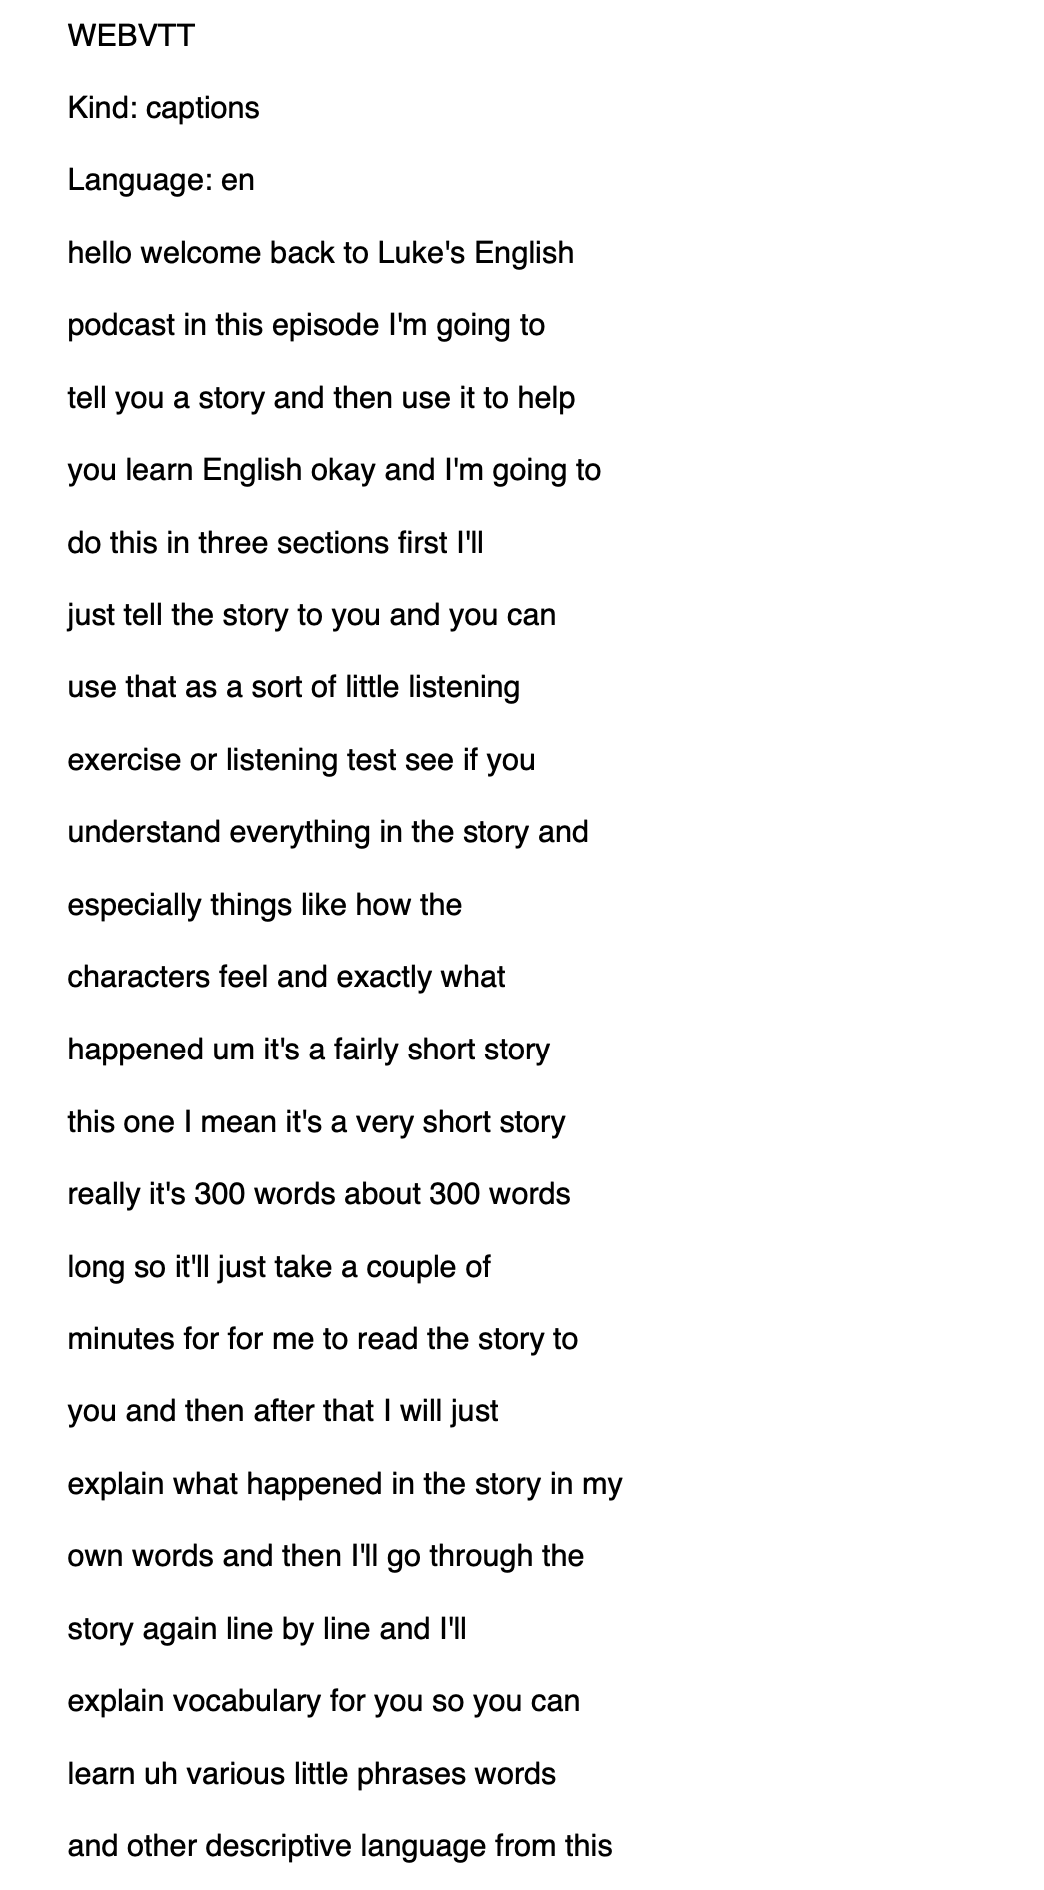 WEBVTT
Kind: captions
Language: en
hello welcome back to Luke's English
podcast in this episode I'm going to
tell you a story and then use it to help
you learn English okay and I'm going to
do this in three sections first I'll
just tell the story to you and you can
use that as a sort of little listening
exercise or listening test see if you
understand everything in the story and
especially things like how the
characters feel and exactly what
happened um it's a fairly short story
this one I mean it's a very short story
really it's 300 words about 300 words
long so it'll just take a couple of
minutes for for me to read the story to
you and then after that I will just
explain what happened in the story in my
own words and then I'll go through the
story again line by line and I'll
explain vocabulary for you so you can
learn uh various little phrases words
and other descriptive language from this